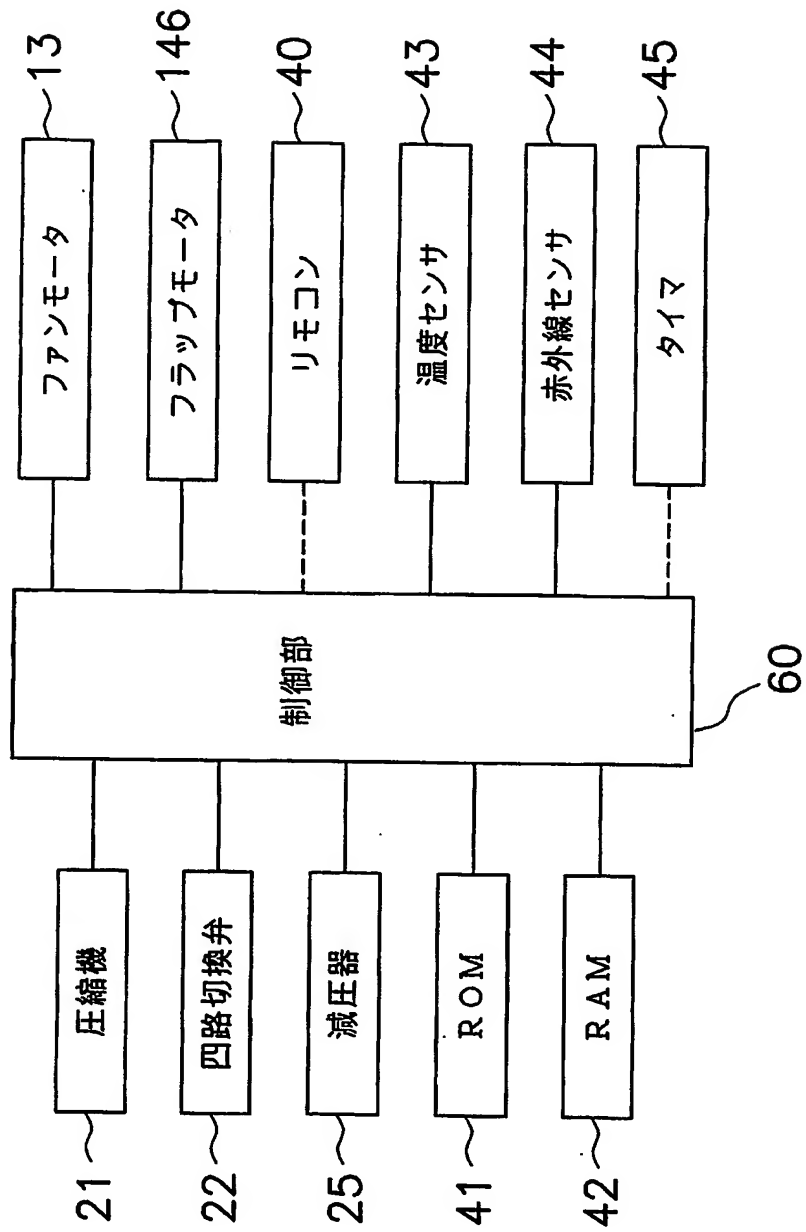 21 圧縮機
22 四路切換弁
25 減圧器
41 ROM
42 RAM
制御部
60
ファンモータ 13
フラップモータ 146
リモコン 40
温度センサ 43
赤外線センサ 44
タイマ 45